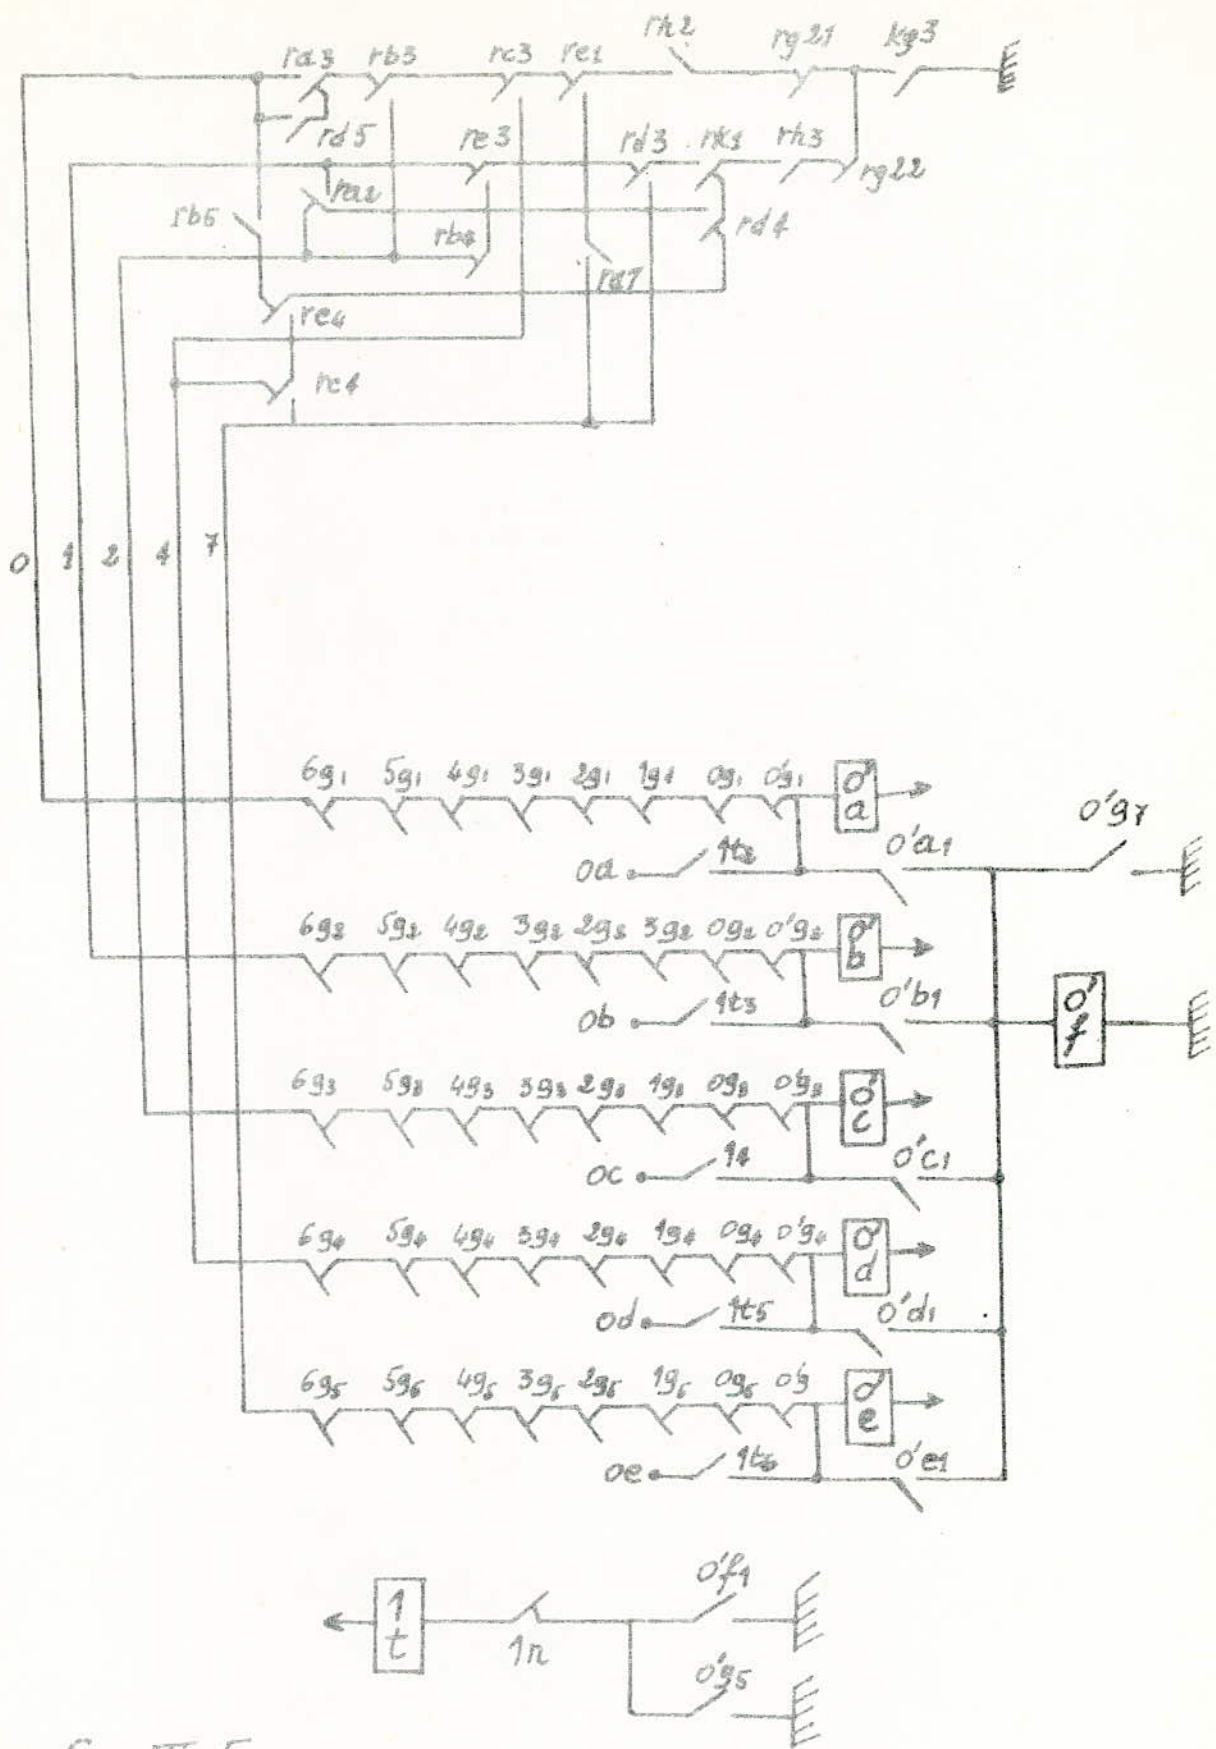 ra3 rb3 rc3 re1 rh2 rg21 kg3
rd5 re3 rd3 rk1 rh3 rg22
rb5 ra2 rb4 rd4
rd7
re4
rc4
0 1 2 4 7
6g1 5g1 4g1 3g1 2g1 1g1 0g1 0'g1 0' a
0a 1t2 0'a1 0'g7
6g2 5g2 4g2 3g2 2g2 3g2 0g2 0'g2 0' b
0b 1t3 0'b1 0' f
6g3 5g3 4g3 3g3 2g3 1g3 0g3 0'g3 0' c
0c 14 0'c1
6g4 5g4 4g4 3g4 2g4 1g4 0g4 0'g4 0' d
0d 1t5 0'd1
6g5 5g5 4g5 3g5 2g5 1g5 0g5 0'g 0' e
0e 1t6 0'e1
1 t 1r 0'f1
0'g5